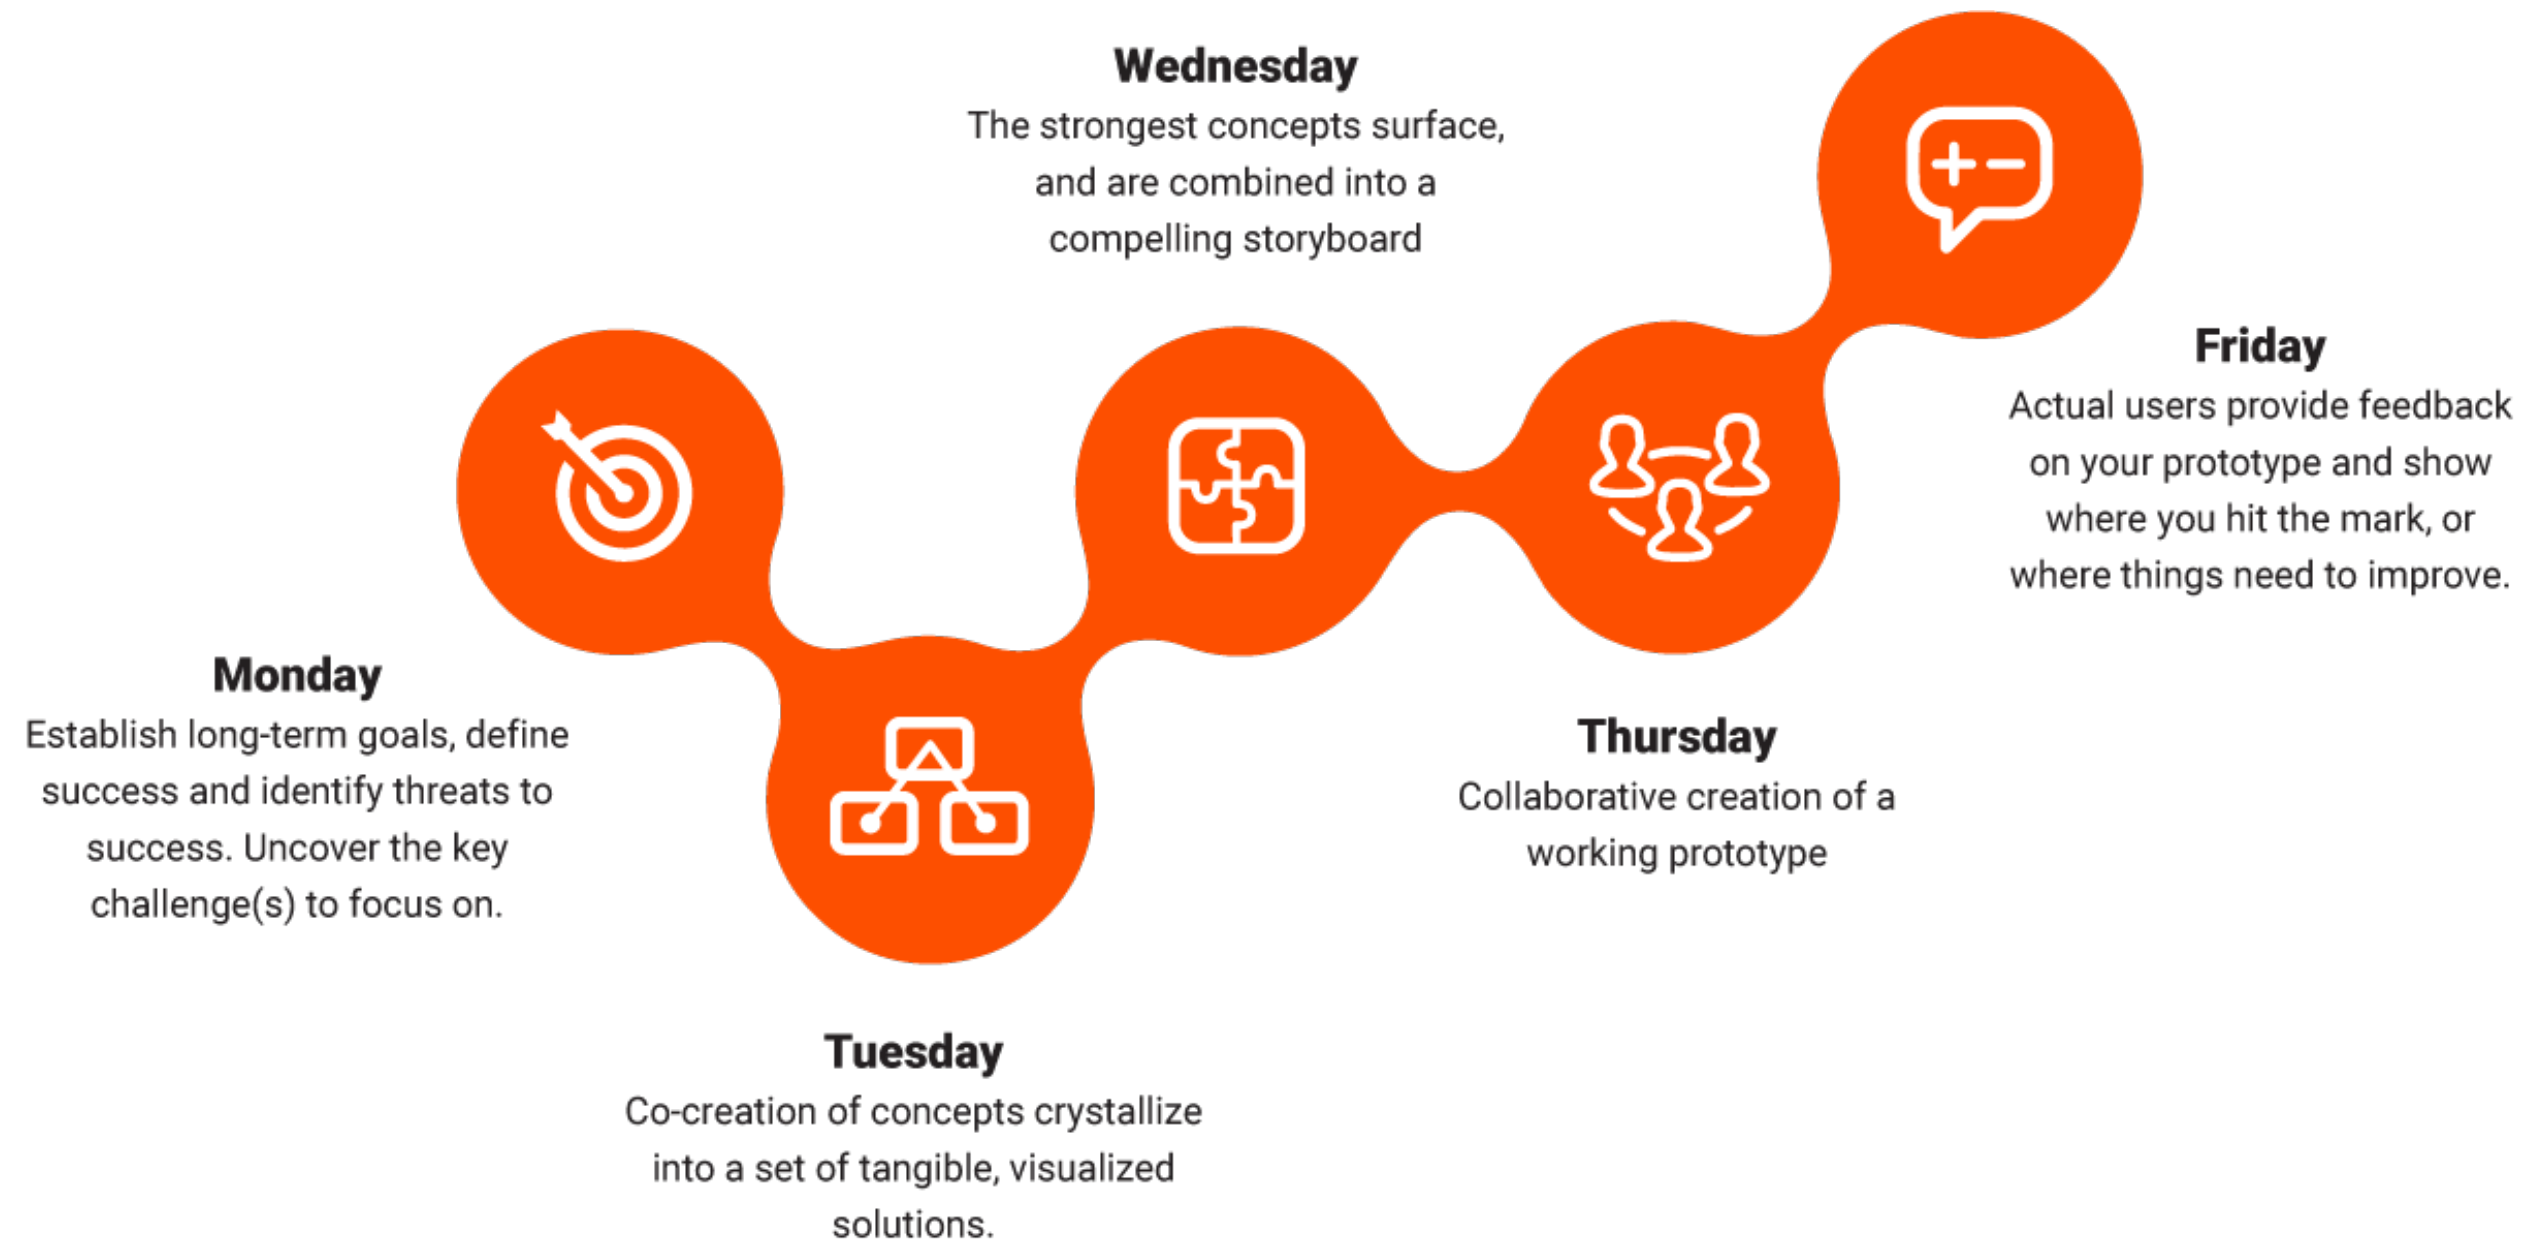 Monday
Establish long-term goals, define
success and identify threats to
success. Uncover the key
challenge(s) to focus on.
Tuesday
Co-creation of concepts crystallize
into a set of tangible, visualized
solutions.
Wednesday
The strongest concepts surface,
and are combined into a
compelling storyboard
Thursday
Collaborative creation of a
working prototype
Friday
Actual users provide feedback
on your prototype and show
where you hit the mark, or
where things need to improve.